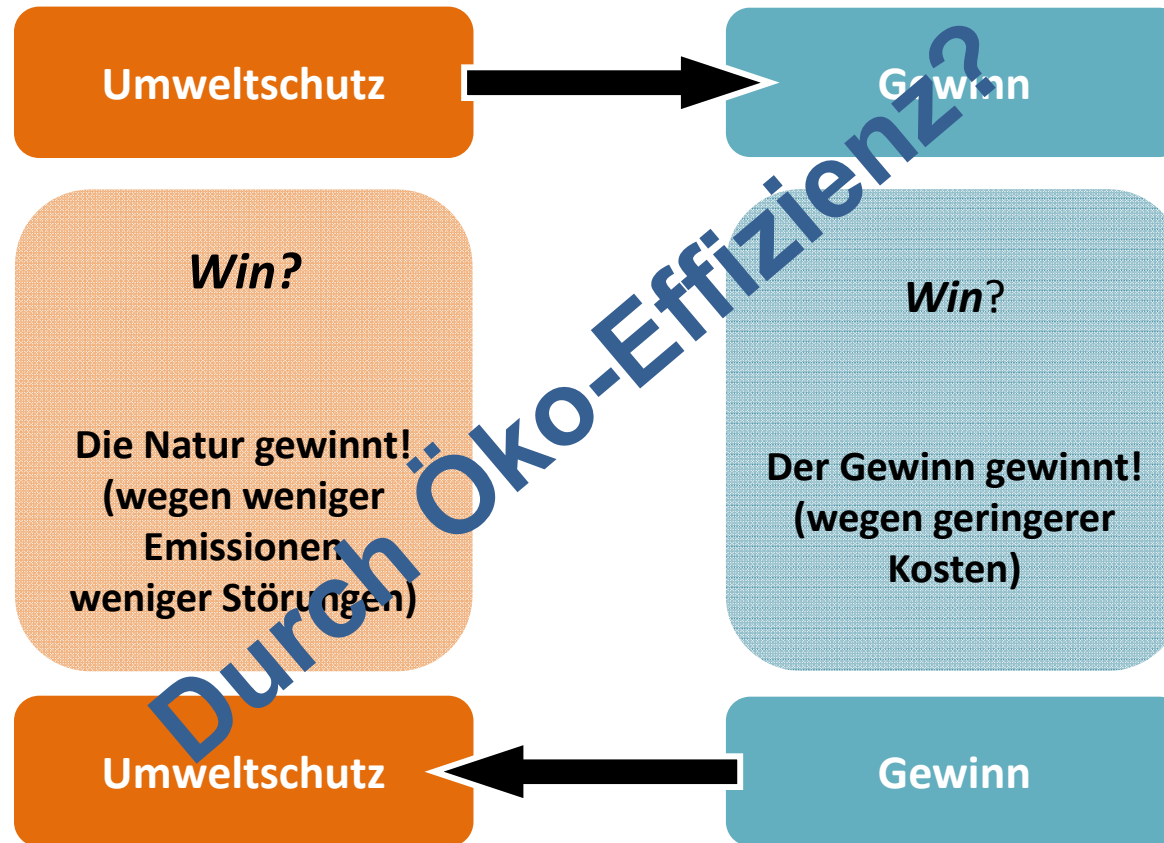 Umweltschutz
Gewinn
Win?
Die Natur gewinnt!
(wegen weniger
Emissionen
weniger Störungen)
Win?
Der Gewinn gewinnt!
(wegen geringerer
Kosten)
Durch Öko-Effizienz?
Umweltschutz
Gewinn